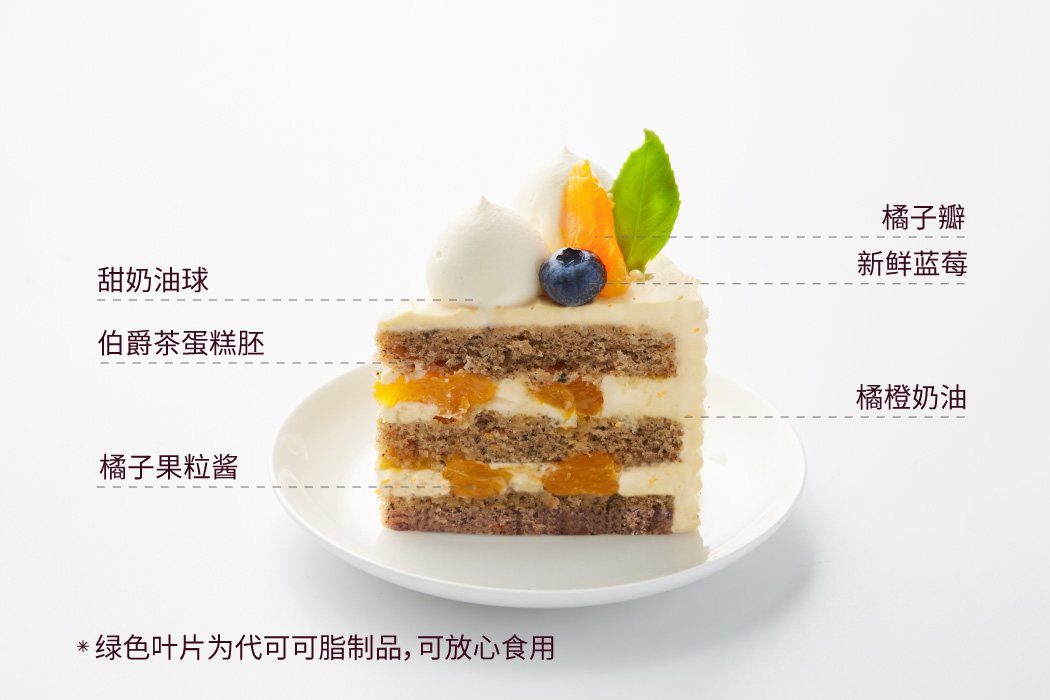 橘子瓣
新鲜蓝莓
甜奶油球
伯爵茶蛋糕胚
橘橙奶油
橘子果粒酱
*绿色叶片为代可可脂制品，可放心食用